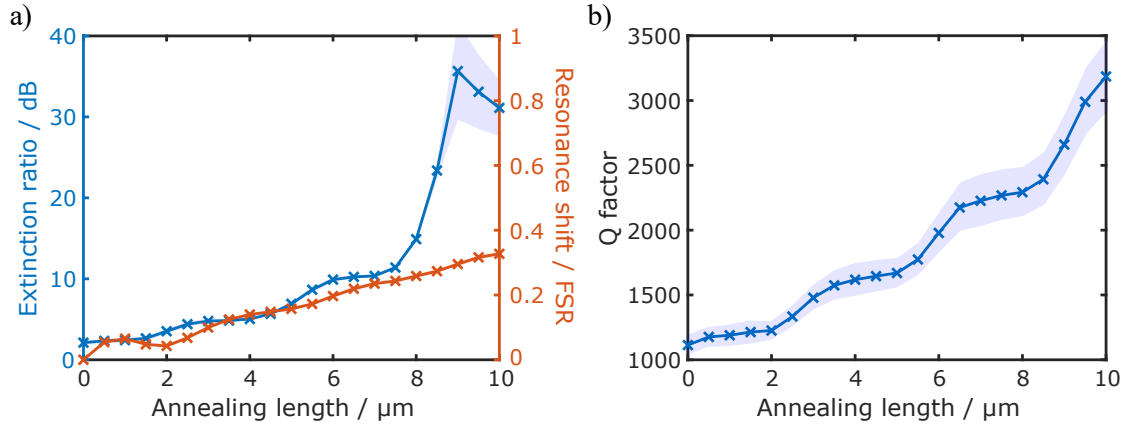 a)
40
30
20
10
0
Extinction ratio / dB
1
0.8
0.6
0.4
0.2
0
Resonance shift / FSR
0 2 4 6 8 10
Annealing length / μm
b)
3500
3000
2500
2000
1500
1000
Q factor
0 2 4 6 8 10
Annealing length / μm